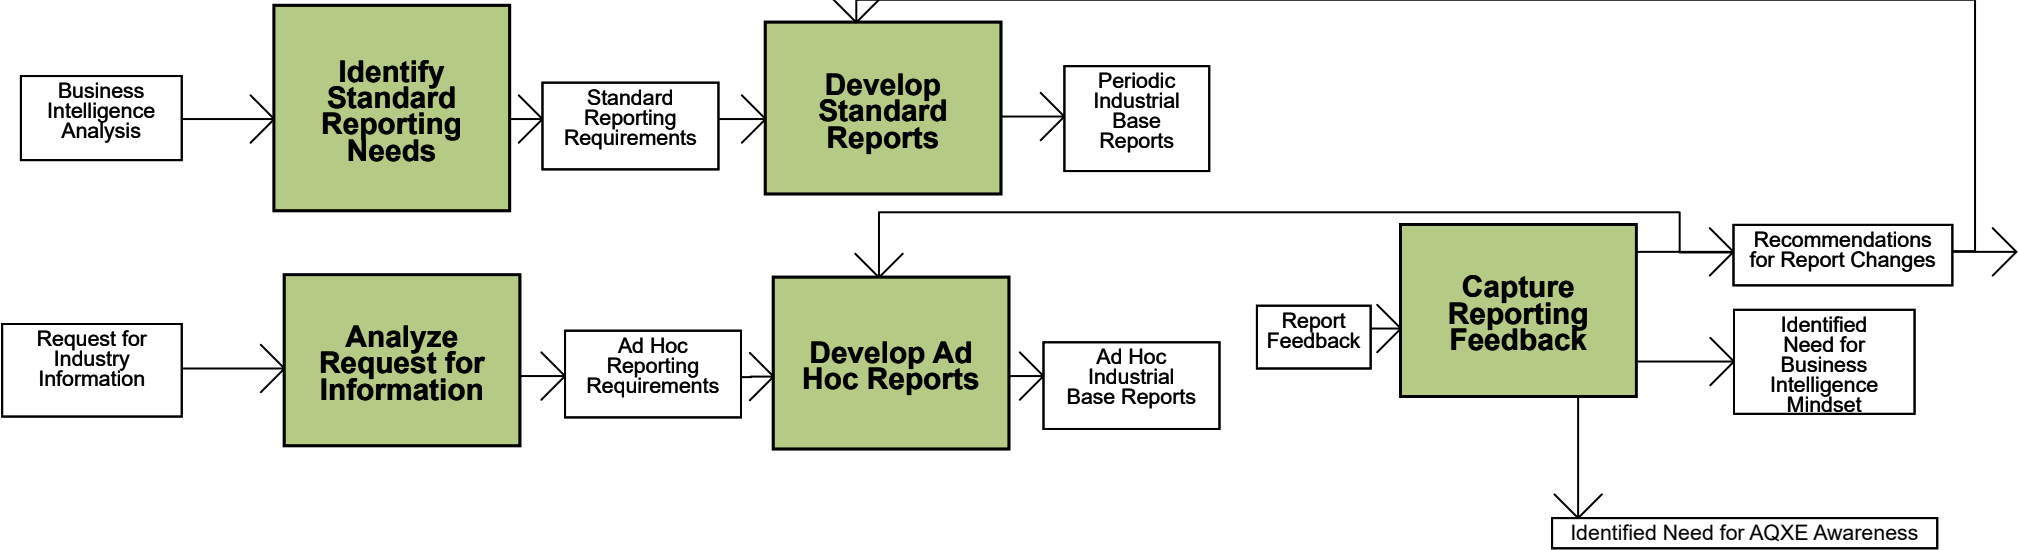 Business
Intelligence
Analysis
Identify
Standard
Reporting
Needs
Standard
Reporting
Requirements
Develop
Standard
Reports
Periodic
Industrial
Base
Reports
Request for
Industry
Information
Analyze
Request for
Information
Ad Hoc
Reporting
Requirements
Develop Ad
Hoc Reports
Ad Hoc
Industrial
Base Reports
Report
Feedback
Capture
Reporting
Feedback
Recommendations
for Report Changes
Identified
Need for
Business
Intelligence
Mindset
Identified Need for AQXE Awareness